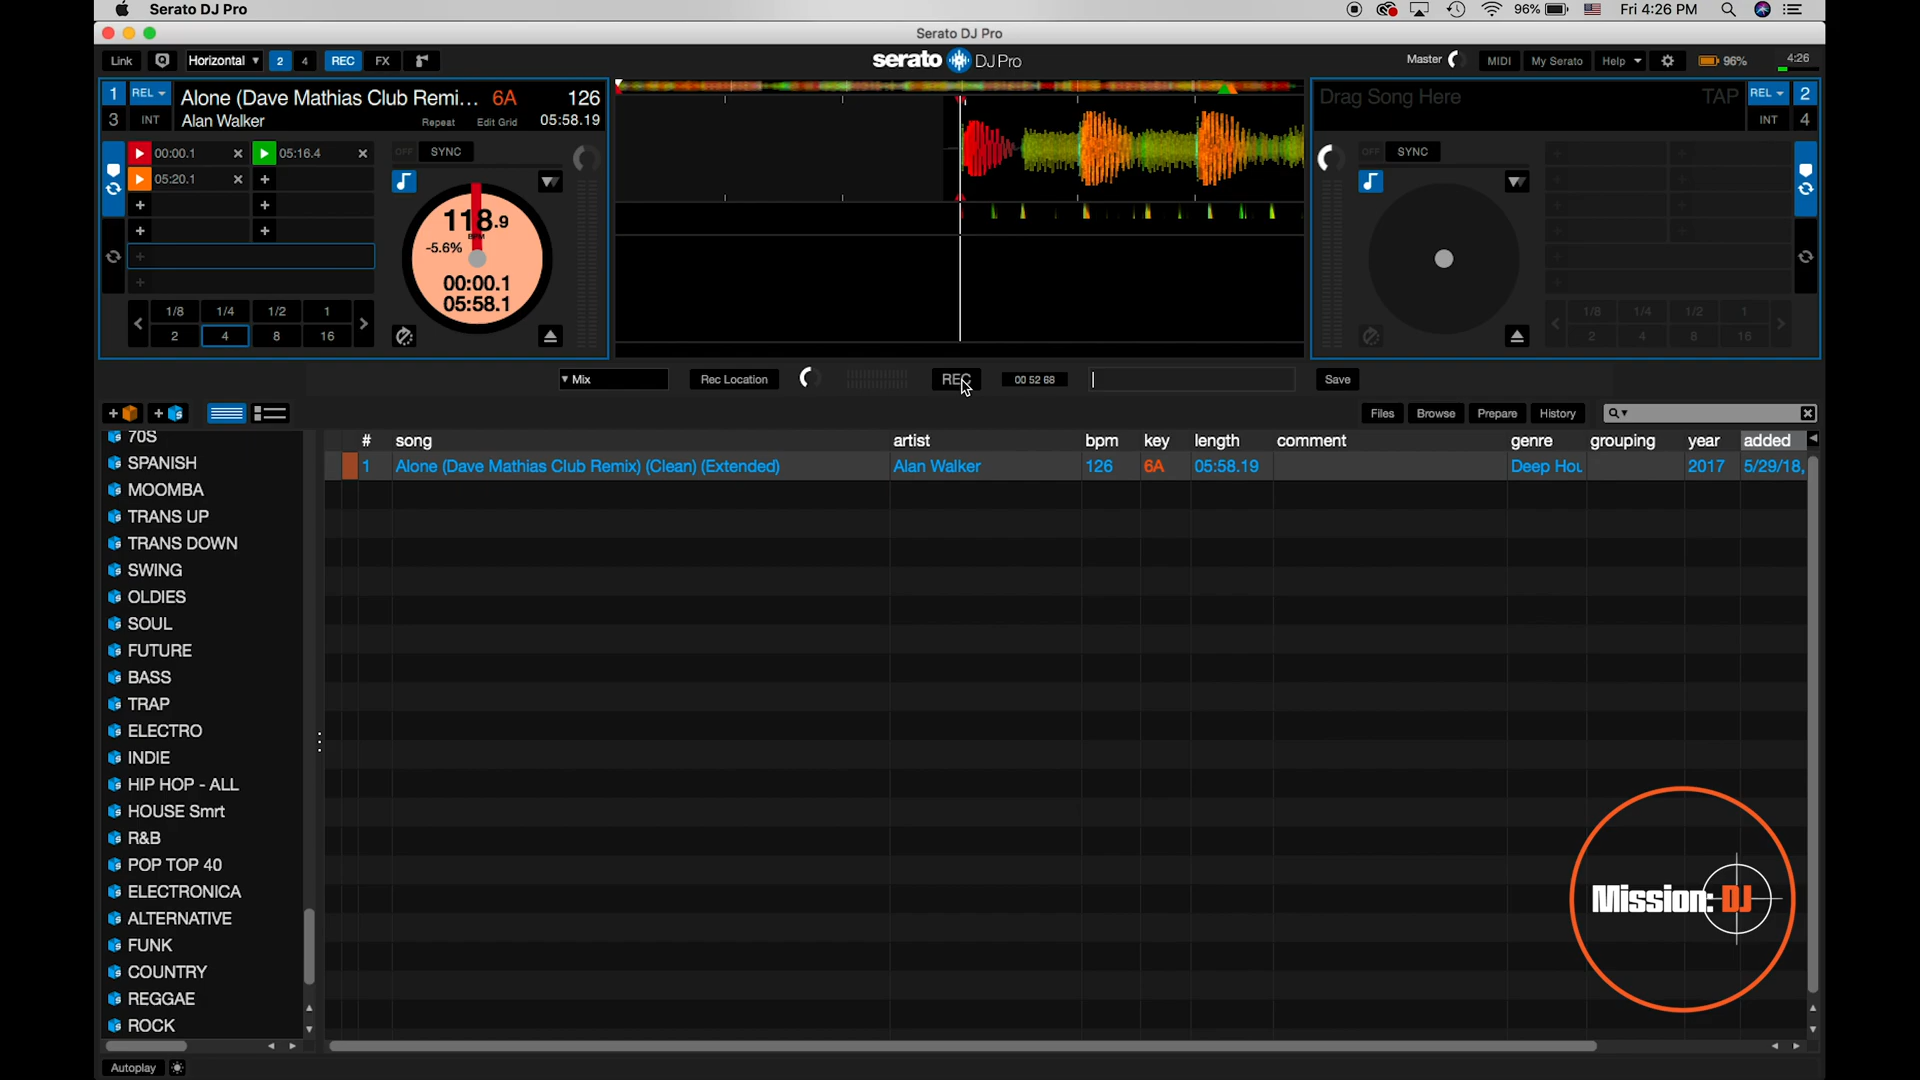 Serato DJ Pro
96%
Fri 4:26 PM
Serato DJ Pro
Link
Horizontal
2
4
REC
FX
serato DJ Pro
Master
MIDI
My Serato
Help
96%
4:26
1
REL
Alone (Dave Mathias Club Remi...
6A
126
3
INT
Alan Walker
Repeat
Edit Grid
05:58.19
00:00.1
05:16.4
05:20.1
OFF
SYNC
118.9
BPM
-5.6%
00:00.1
05:58.1
1/8
1/4
1/2
1
2
4
8
16
Drag Song Here
TAP
REL
2
INT
4
OFF
SYNC
1/8
1/4
1/2
1
2
4
8
16
Mix
Rec Location
REC
00 52 68
Save
Files
Browse
Prepare
History
# song artist bpm key length comment genre grouping year added
1 Alone (Dave Mathias Club Remix) (Clean) (Extended) Alan Walker 126 6A 05:58.19 Deep Hou 2017 5/29/18,
70S
SPANISH
MOOMBA
TRANS UP
TRANS DOWN
SWING
OLDIES
SOUL
FUTURE
BASS
TRAP
ELECTRO
INDIE
HIP HOP - ALL
HOUSE Smrt
R&B
POP TOP 40
ELECTRONICA
ALTERNATIVE
FUNK
COUNTRY
REGGAE
ROCK
Mission: DJ
Autoplay